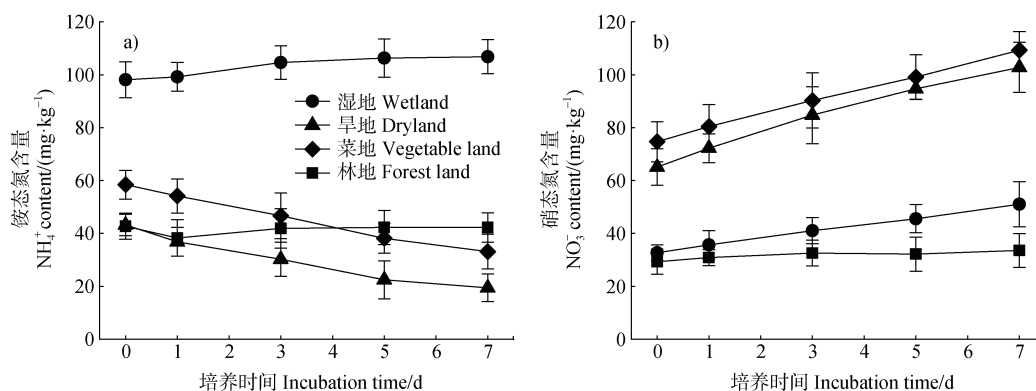 a)
120
100
80
60
40
20
0
铵态氮含量
NH₄⁺ content/(mg·kg⁻¹)
湿地 Wetland
旱地 Dryland
菜地 Vegetable land
林地 Forest land
0 1 2 3 4 5 6 7
培养时间 Incubation time/d
b)
120
100
80
60
40
20
0
硝态氮含量
NO₃⁻ content/(mg·kg⁻¹)
0 1 2 3 4 5 6 7
培养时间 Incubation time/d